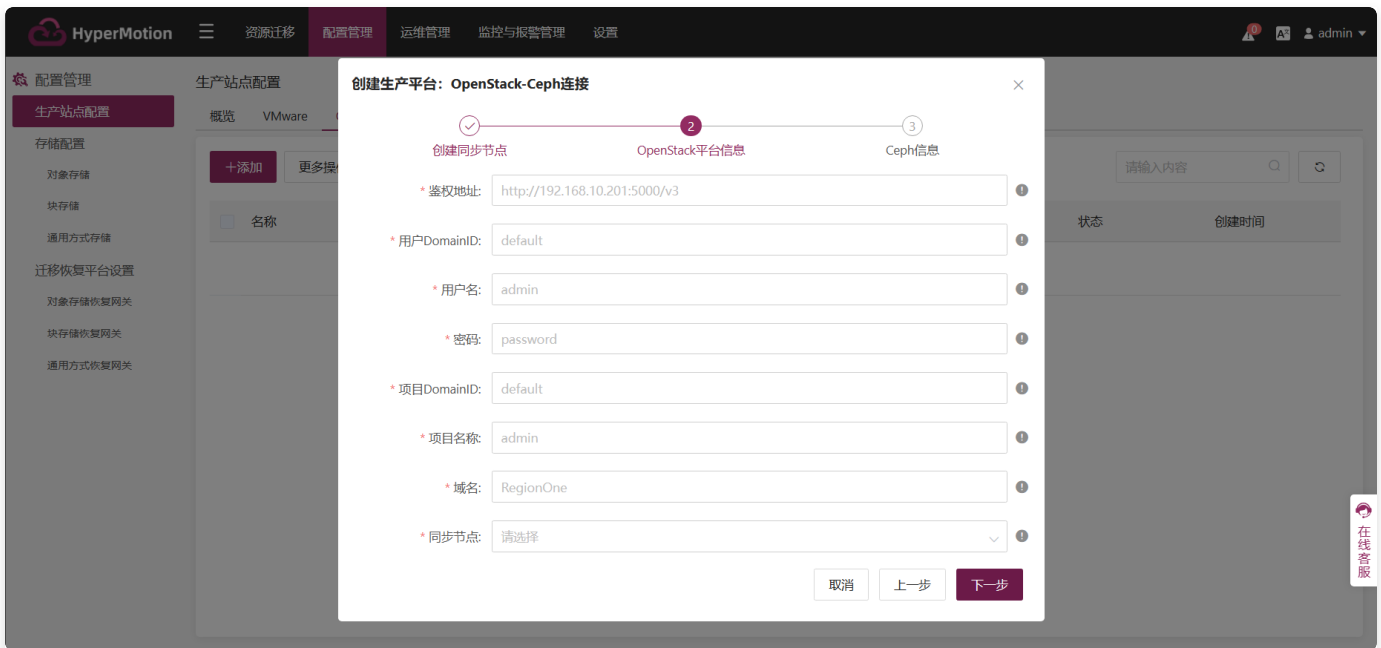 HyperMotion 资源迁移 配置管理 运维管理 监控与报警管理 设置 0 A admin
配置管理
生产站点配置
存储配置
对象存储
块存储
通用方式存储
迁移恢复平台设置
对象存储恢复网关
块存储恢复网关
通用方式恢复网关
生产站点配置
概览 VMware
+添加 更多操 请输入内容
名称 状态 创建时间
创建生产平台：OpenStack-Ceph连接
2 3
创建同步节点 OpenStack平台信息 Ceph信息
* 鉴权地址: http://192.168.10.201:5000/v3
* 用户DomainID: default
* 用户名: admin
* 密码: password
* 项目DomainID: default
* 项目名称: admin
* 域名: RegionOne
* 同步节点: 请选择
取消 上一步 下一步
在线客服